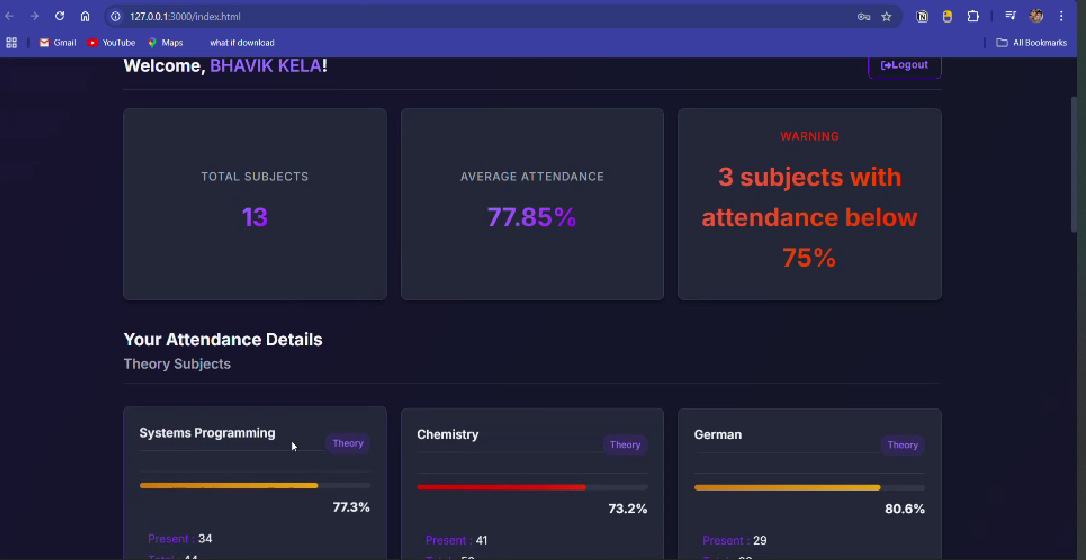 127.0.0.1:3000/index.html
Gmail YouTube Maps what if download All Bookmarks
Welcome, BHAVIK KELA!
Logout
TOTAL SUBJECTS
13
AVERAGE ATTENDANCE
77.85%
WARNING
3 subjects with
attendance below
75%
Your Attendance Details
Theory Subjects
Systems Programming
Theory
77.3%
Present : 34
Chemistry
Theory
73.2%
Present : 41
German
Theory
80.6%
Present : 29